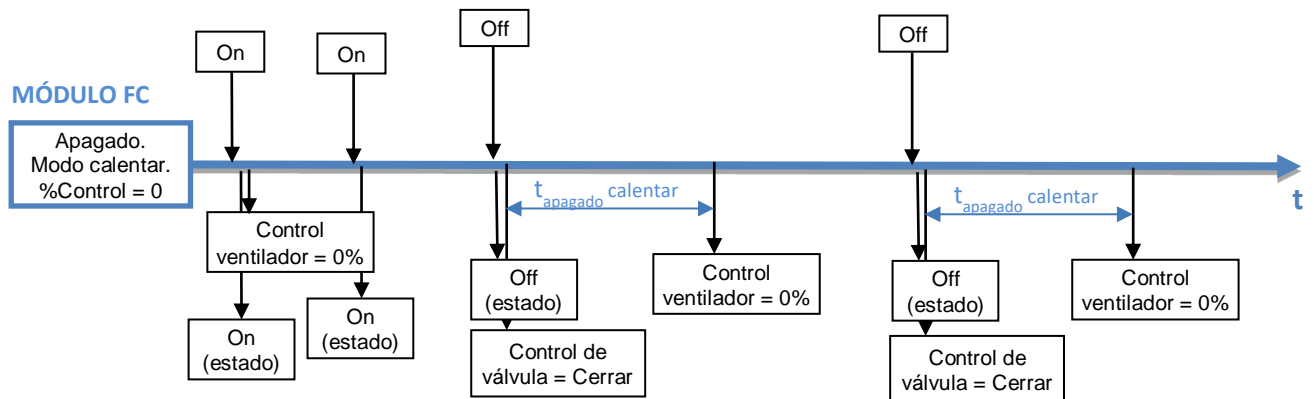 On
On
Off
Off
MÓDULO FC
Apagado.
Modo calentar.
%Control = 0
t apagado calentar
t apagado calentar
t
Control
ventilador = 0%
On
(estado)
On
(estado)
Off
(estado)
Control de
válvula = Cerrar
Control
ventilador = 0%
Off
(estado)
Control de
válvula = Cerrar
Control
ventilador = 0%